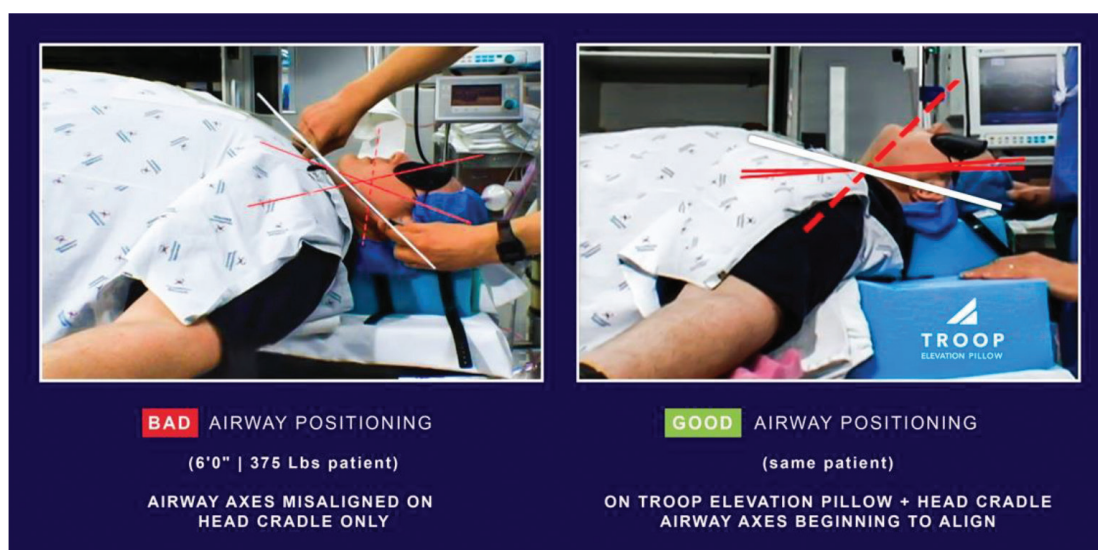 TROOP
ELEVATION PILLOW
BAD AIRWAY POSITIONING
(6'0" | 375 Lbs patient)
AIRWAY AXES MISALIGNED ON
HEAD CRADLE ONLY
GOOD AIRWAY POSITIONING
(same patient)
ON TROOP ELEVATION PILLOW + HEAD CRADLE
AIRWAY AXES BEGINNING TO ALIGN